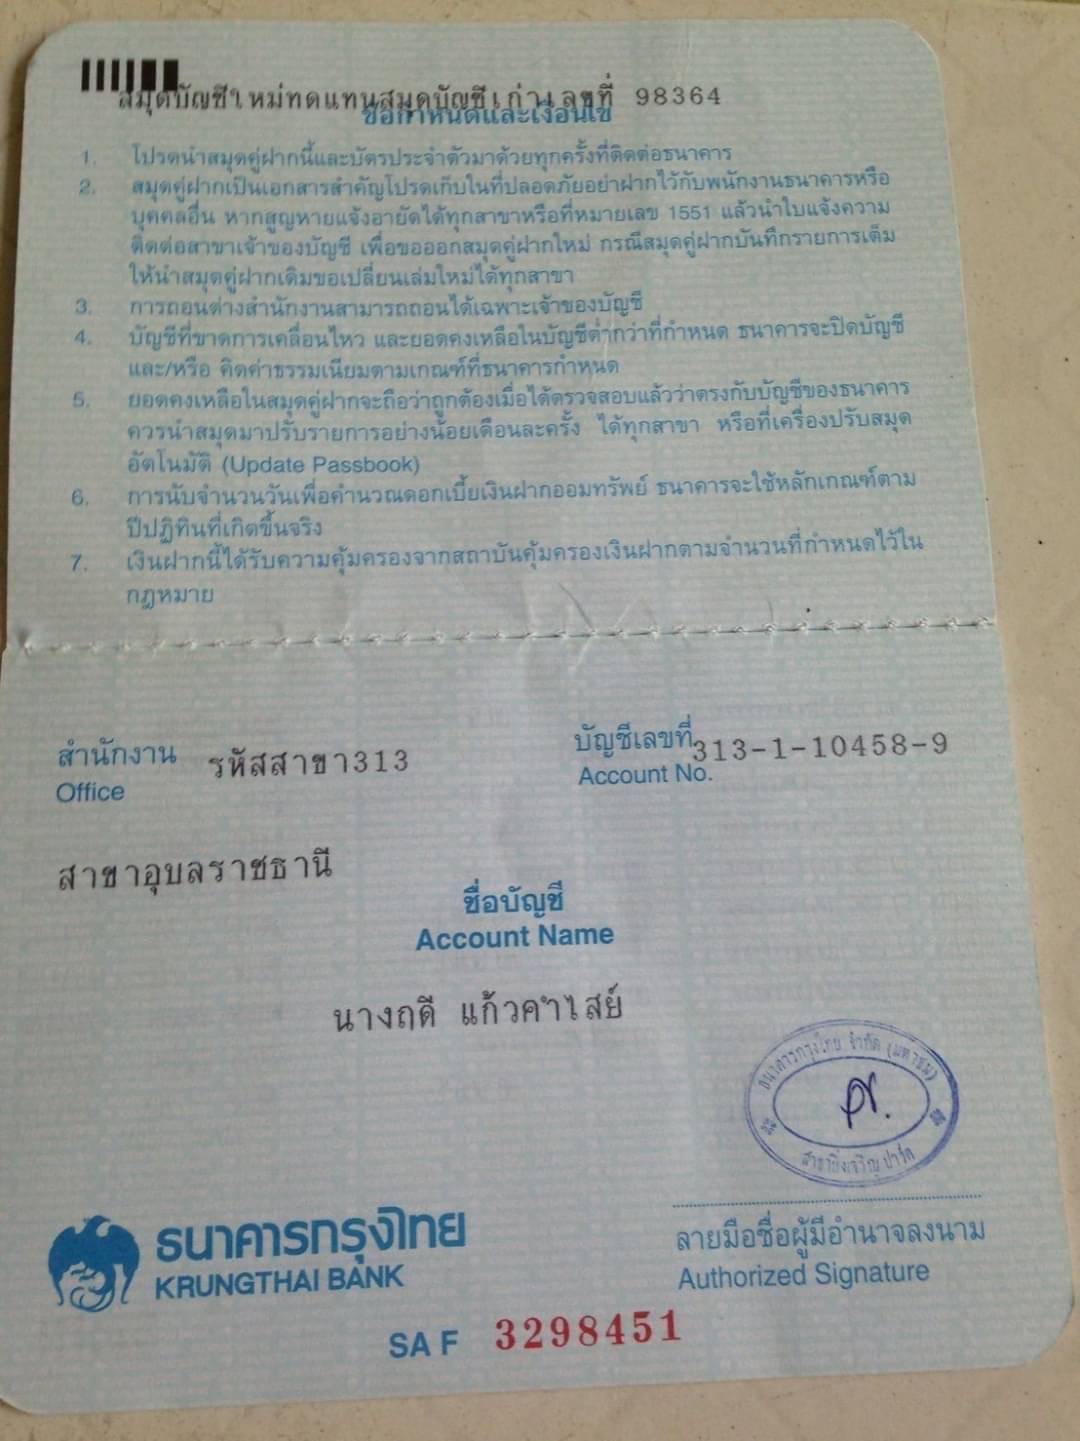 สมุดบัญชีใหม่ทดแทนสมุดบัญชีเก่าเลขที่ 98364
ข้อกำหนดและเงื่อนไข
1. โปรดนำสมุดคู่ฝากนี้และบัตรประจำตัวมาด้วยทุกครั้งที่ติดต่อธนาคาร
2. สมุดคู่ฝากเป็นเอกสารสำคัญโปรดเก็บในที่ปลอดภัยอย่าฝากไว้กับพนักงานธนาคารหรือ
บุคคลอื่น หากสูญหายแจ้งอายัดได้ทุกสาขาหรือที่หมายเลข 1551 แล้วนำใบแจ้งความ
ติดต่อสาขาเจ้าของบัญชี เพื่อขอออกสมุดคู่ฝากใหม่ กรณีสมุดคู่ฝากบันทึกรายการเต็ม
ให้นำสมุดคู่ฝากเดิมขอเปลี่ยนเล่มใหม่ได้ทุกสาขา
3. การถอนต่างสำนักงานสามารถถอนได้เฉพาะเจ้าของบัญชี
4. บัญชีที่ขาดการเคลื่อนไหว และยอดคงเหลือในบัญชีต่ำกว่าที่กำหนด ธนาคารจะปิดบัญชี
และ/หรือ คิดค่าธรรมเนียมตามเกณฑ์ที่ธนาคารกำหนด
5. ยอดคงเหลือในสมุดคู่ฝากจะถือว่าถูกต้องเมื่อได้ตรวจสอบแล้วว่าตรงกับบัญชีของธนาคาร
ควรนำสมุดมาปรับรายการอย่างน้อยเดือนละครั้ง ได้ทุกสาขา หรือที่เครื่องปรับสมุด
อัตโนมัติ (Update Passbook)
6. การนับจำนวนวันเพื่อคำนวณดอกเบี้ยเงินฝากออมทรัพย์ ธนาคารจะใช้หลักเกณฑ์ตาม
ปีปฏิทินที่เกิดขึ้นจริง
7. เงินฝากนี้ได้รับความคุ้มครองจากสถาบันคุ้มครองเงินฝากตามจำนวนที่กำหนดไว้ใน
กฎหมาย
สำนักงาน รหัสสาขา313 บัญชีเลขที่ 313-1-10458-9
Office Account No.
สาขาอุบลราชธานี
ชื่อบัญชี
Account Name
นางฤดี แก้วคำไสย์
ธนาคารกรุงไทย จำกัด (มหาชน)
สาขายิ่งเจริญ ปาร์ค
ธนาคารกรุงไทย
KRUNGTHAI BANK
ลายมือชื่อผู้มีอำนาจลงนาม
Authorized Signature
SA F 3298451